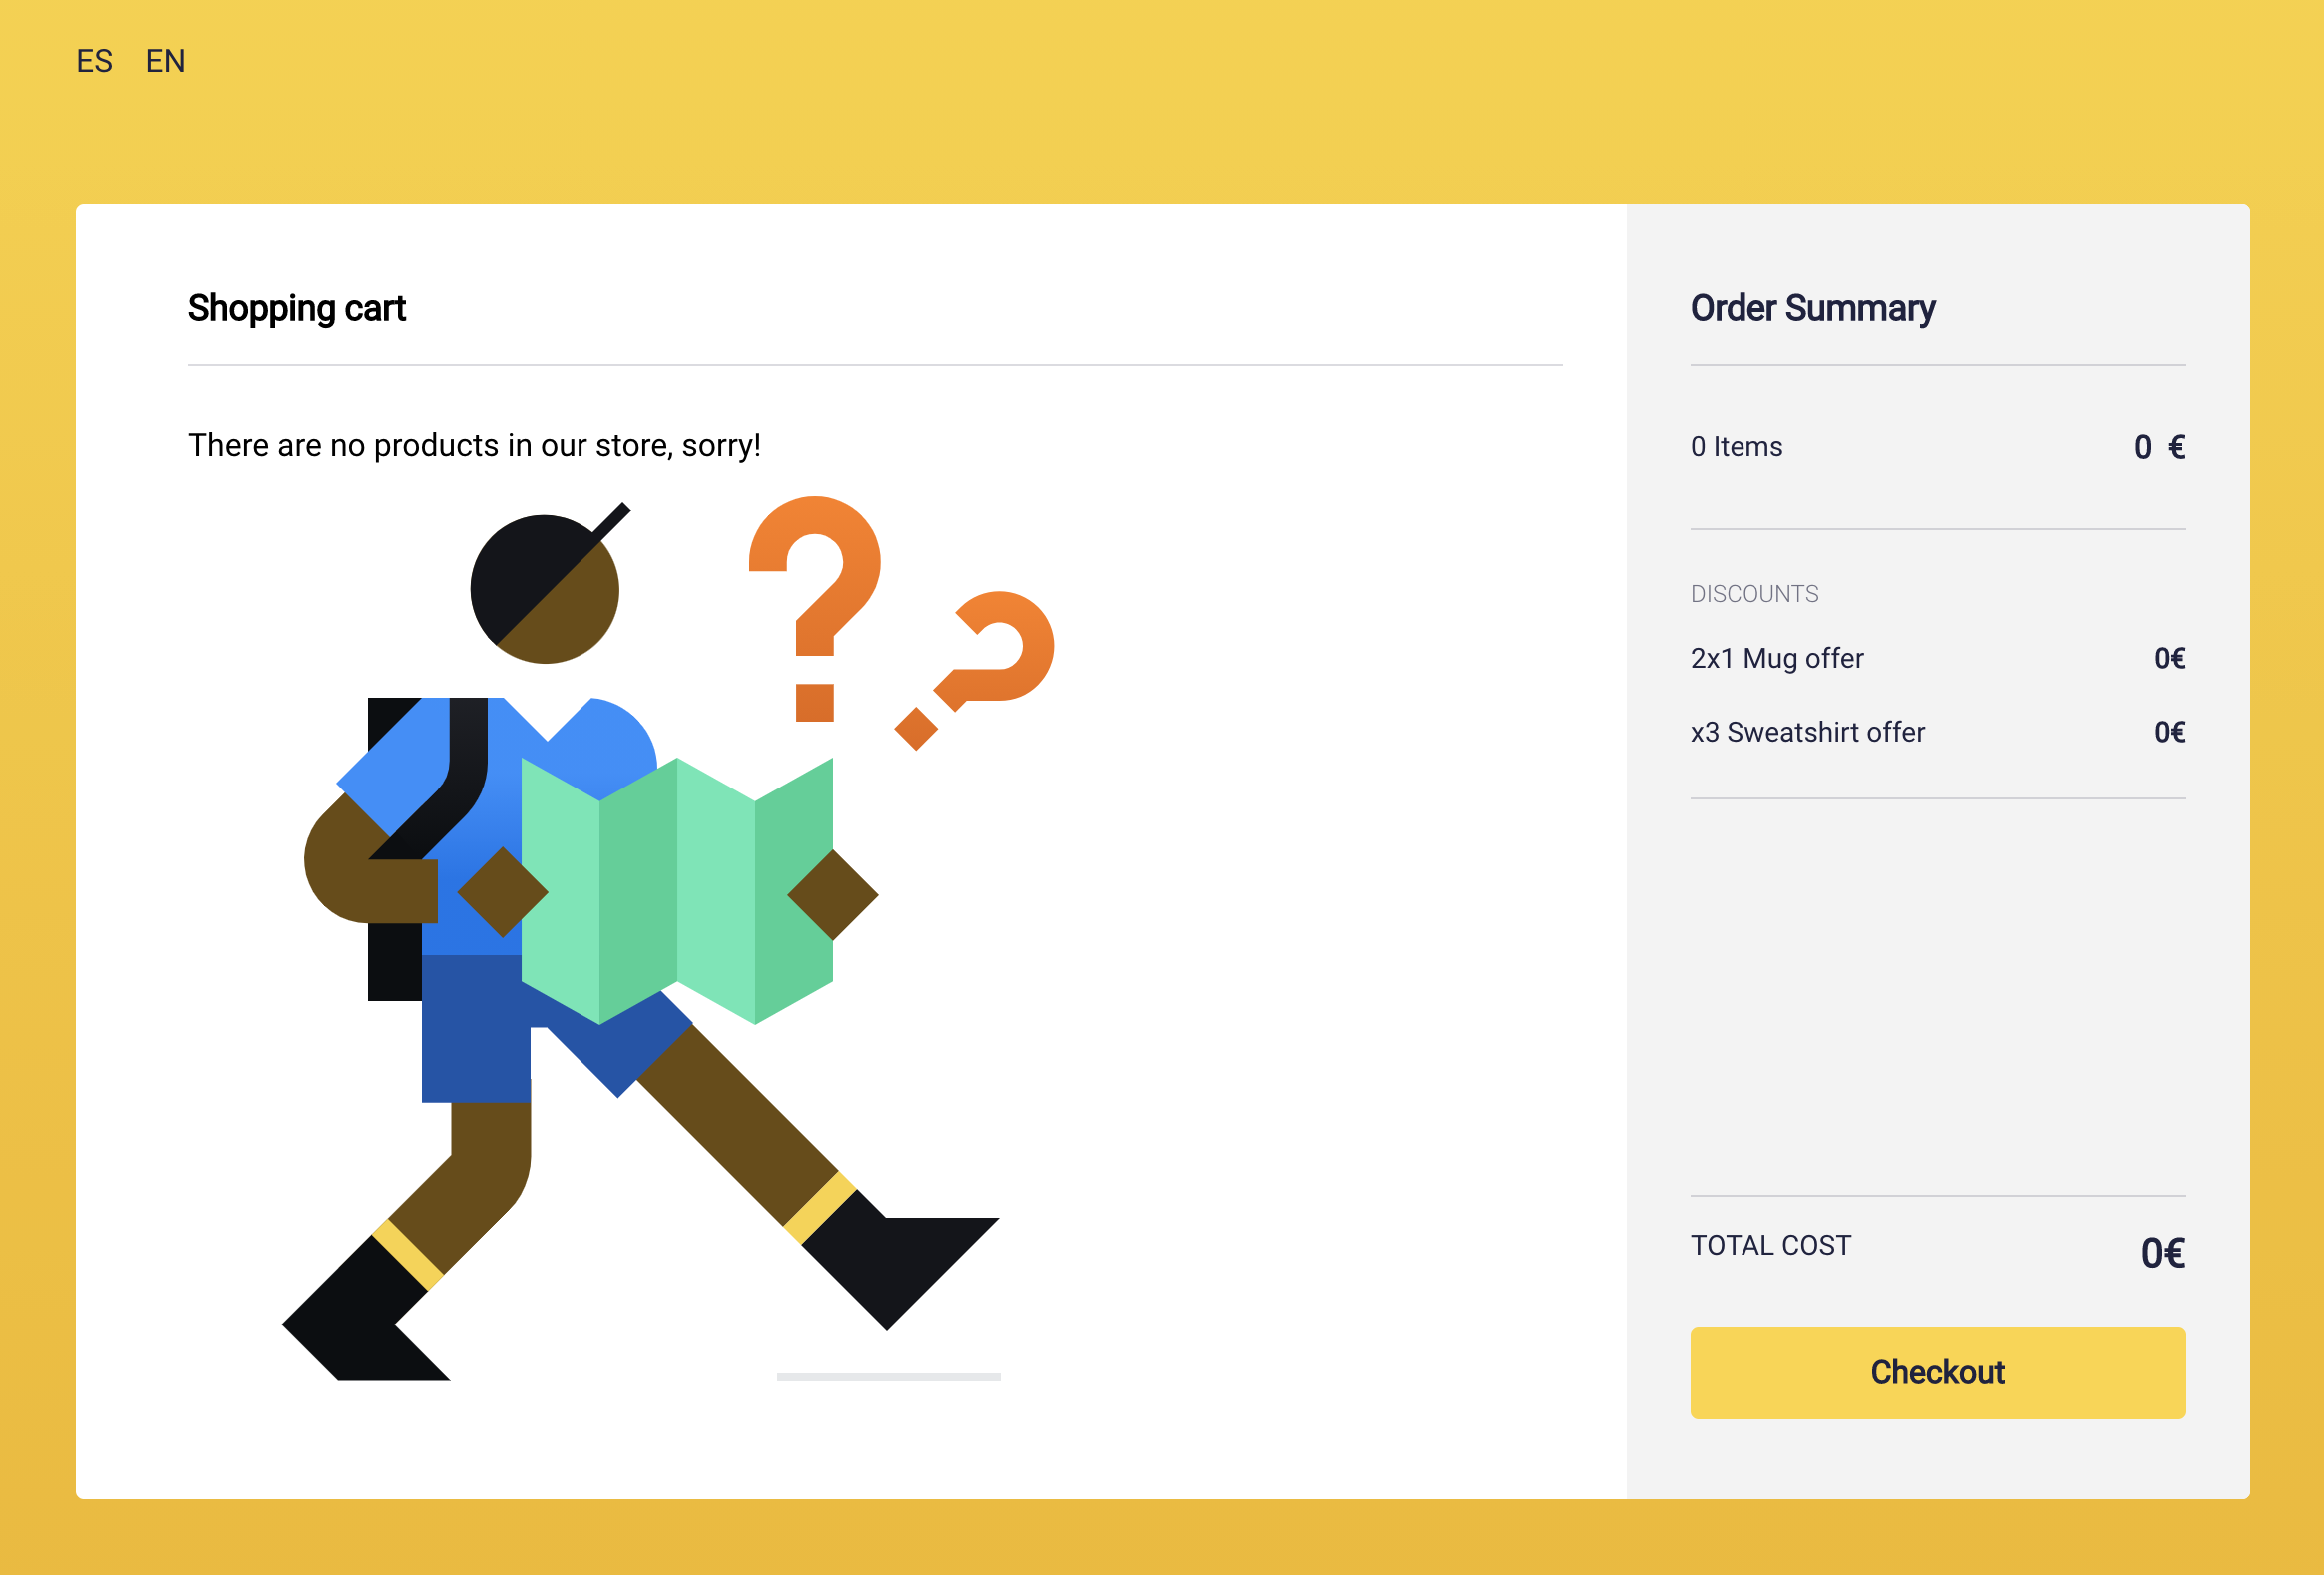 ES EN
Shopping cart
There are no products in our store, sorry!
Order Summary
0 Items 0 €
DISCOUNTS
2x1 Mug offer 0€
x3 Sweatshirt offer 0€
TOTAL COST 0€
Checkout